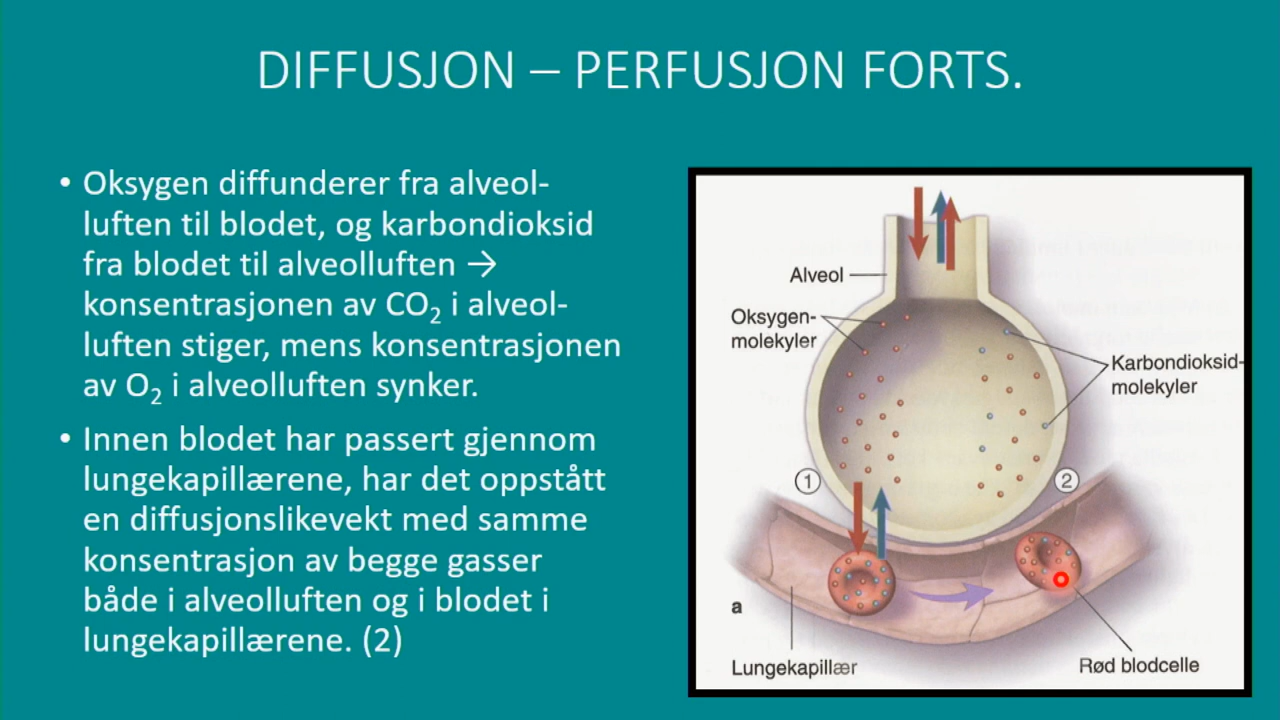 DIFFUSJON – PERFUSJON FORTS.
• Oksygen diffunderer fra alveol-
luften til blodet, og karbondioksid
fra blodet til alveolluften →
konsentrasjonen av CO₂ i alveol-
luften stiger, mens konsentrasjonen
av O₂ i alveolluften synker.
• Innen blodet har passert gjennom
lungekapillærene, har det oppstått
en diffusjonslikevekt med samme
konsentrasjon av begge gasser
både i alveolluften og i blodet i
lungekapillærene. (2)
Alveol
Oksygen-
molekyler
Karbondioksid-
molekyler
1
2
a
Lungekapillær
Rød blodcelle